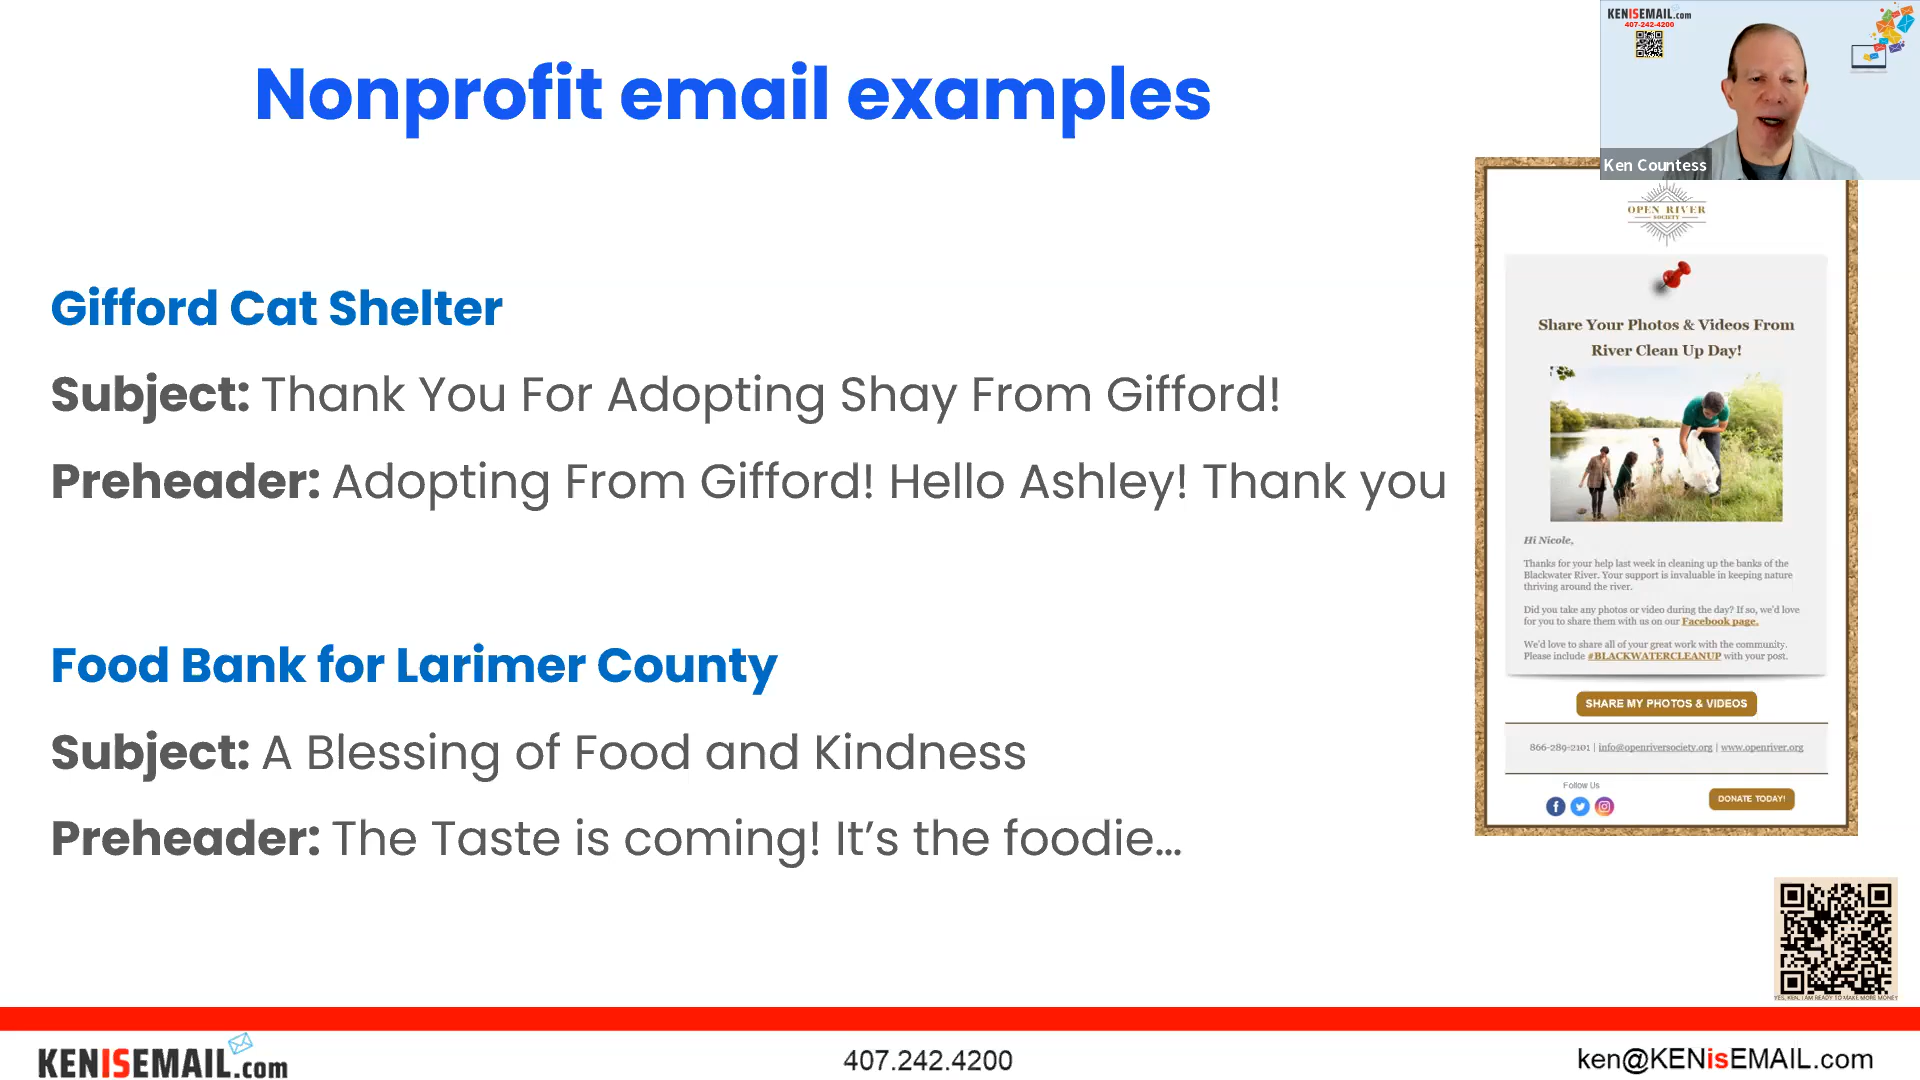 KENISEMAIL.com
407-242-4200
Ken Countess
Nonprofit email examples
Gifford Cat Shelter
Subject: Thank You For Adopting Shay From Gifford!
Preheader: Adopting From Gifford! Hello Ashley! Thank you
Food Bank for Larimer County
Subject: A Blessing of Food and Kindness
Preheader: The Taste is coming! It’s the foodie…
OPEN RIVER
SOCIETY
Share Your Photos & Videos From
River Clean Up Day!
Hi Nicole,
Thanks for your help last week in cleaning up the banks of the
Blackwater River. Your support is invaluable in keeping nature
thriving around the river.
Did you take any photos or video during the day? If so, we'd love
for you to share them with us on our Facebook page.
We'd love to share all of your great work with the community.
Please include #BLACKWATERCLEANUP with your post.
SHARE MY PHOTOS & VIDEOS
866-289-2101 | info@openriversociety.org | www.openriver.org
Follow Us
DONATE TODAY!
YES, KEN, I AM READY TO MAKE MORE MONEY
KENISEMAIL.com
407.242.4200
ken@KENisEMAIL.com